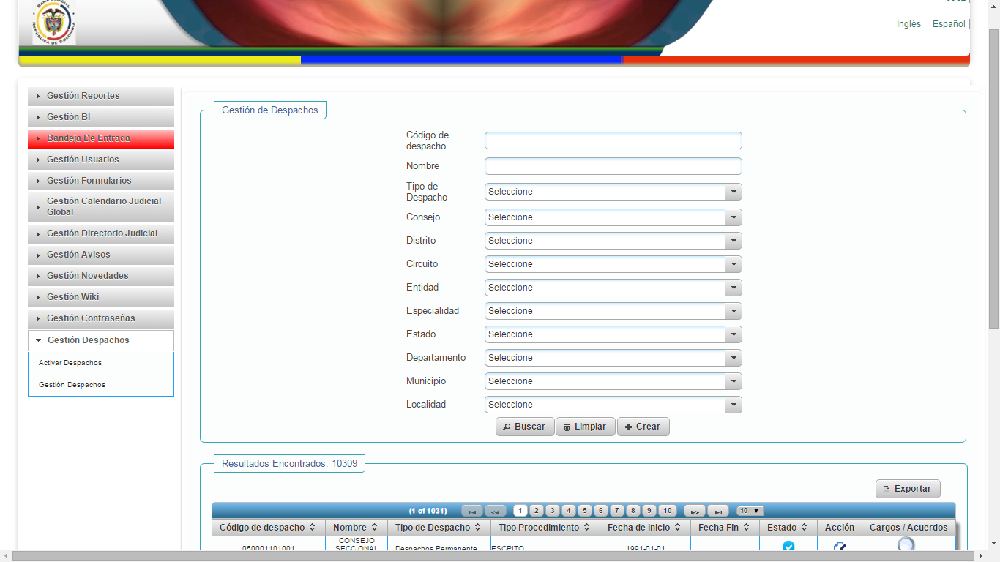 RAMA JUDICIAL
REPUBLICA DE COLOMBIA
Inglés
Español
Gestión Reportes
Gestión BI
Bandeja De Entrada
Gestión Usuarios
Gestión Formularios
Gestión Calendario Judicial
Global
Gestión Directorio Judicial
Gestión Avisos
Gestión Novedades
Gestión Wiki
Gestión Contraseñas
Gestión Despachos
Activar Despachos
Gestión Despachos
Gestión de Despachos
Código de
despacho
Nombre
Tipo de
Despacho
Seleccione
Consejo Seleccione
Distrito Seleccione
Circuito Seleccione
Entidad Seleccione
Especialidad Seleccione
Estado Seleccione
Departamento Seleccione
Municipio Seleccione
Localidad Seleccione
Buscar Limpiar Crear
Resultados Encontrados: 10309
Exportar
(1 of 1031) 1 2 3 4 5 6 7 8 9 10 10
Código de despacho Nombre Tipo de Despacho Tipo Procedimiento Fecha de Inicio Fecha Fin Estado Acción Cargos / Acuerdos
CONSEJO
050001101001 SECCIONAL Despachos Permanente ESCRITO 1991-01-01